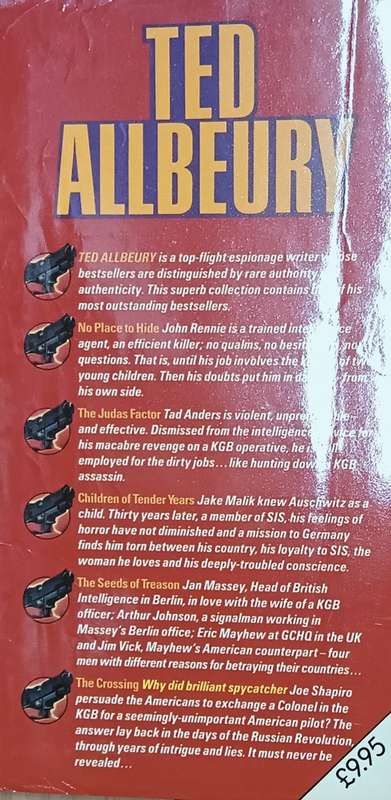 TED
ALLBEURY
TED ALLBEURY is a top-flight espionage writer whose
bestsellers are distinguished by rare authority
authenticity. This superb collection contains of his
most outstanding bestsellers.
No Place to Hide John Rennie is a trained intelligence
agent, an efficient killer; no qualms, no no
questions. That is, until his job involves the of two
young children. Then his doubts put him in from
his own side.
The Judas Factor Tad Anders is violent,
and effective. Dismissed from the intelligence service for
his macabre revenge on a KGB operative, he is
employed for the dirty jobs...like hunting down a KGB
assassin.
Children of Tender Years Jake Malik knew Auschwitz as a
child. Thirty years later, a member of SIS, his feelings of
horror have not diminished and a mission to Germany
finds him torn between his country, his loyalty to SIS, the
woman he loves and his deeply-troubled conscience.
The Seeds of Treason Jan Massey, Head of British
Intelligence in Berlin, in love with the wife of a KGB
officer; Arthur Johnson, a signalman working in
Massey's Berlin office; Eric Mayhew at GCHQ in the UK
and Jim Vick, Mayhew's American counterpart – four
men with different reasons for betraying their countries...
The Crossing Why did brilliant spycatcher Joe Shapiro
persuade the Americans to exchange a Colonel in the
KGB for a seemingly-unimportant American pilot? The
answer lay back in the days of the Russian Revolution,
through years of intrigue and lies. It must never be
revealed...
£9.95